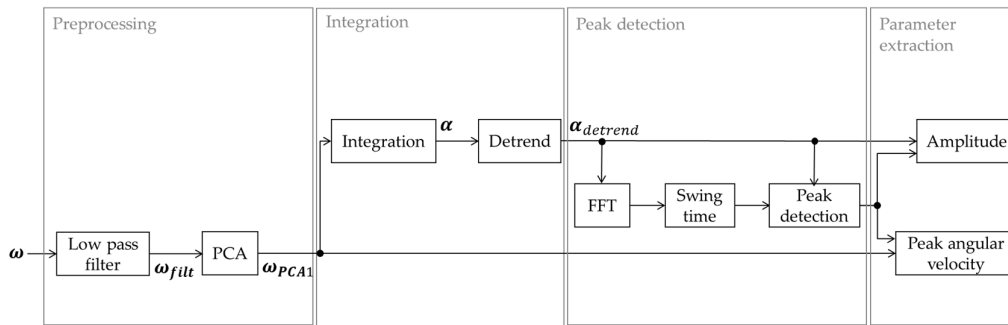 Preprocessing
Integration
Peak detection
Parameter
extraction
Integration
α
Detrend
α_detrend
Amplitude
FFT
Swing
time
Peak
detection
ω
Low pass
filter
ω_filt
PCA
ω_PCA1
Peak angular
velocity